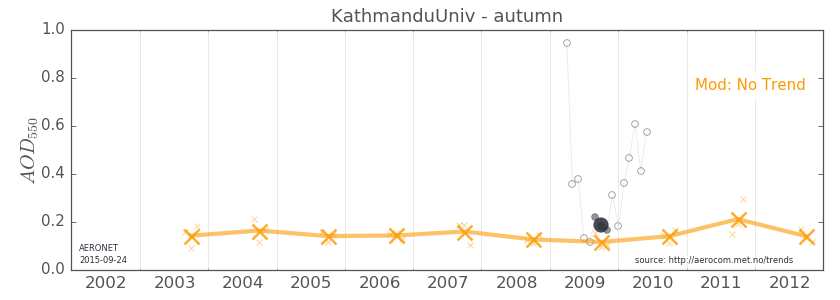 KathmanduUniv - autumn
1.0
0.8
0.6
0.4
0.2
0.0
AOD550
Mod: No Trend
AERONET
2015-09-24
source: http://aerocom.met.no/trends
2002 2003 2004 2005 2006 2007 2008 2009 2010 2011 2012